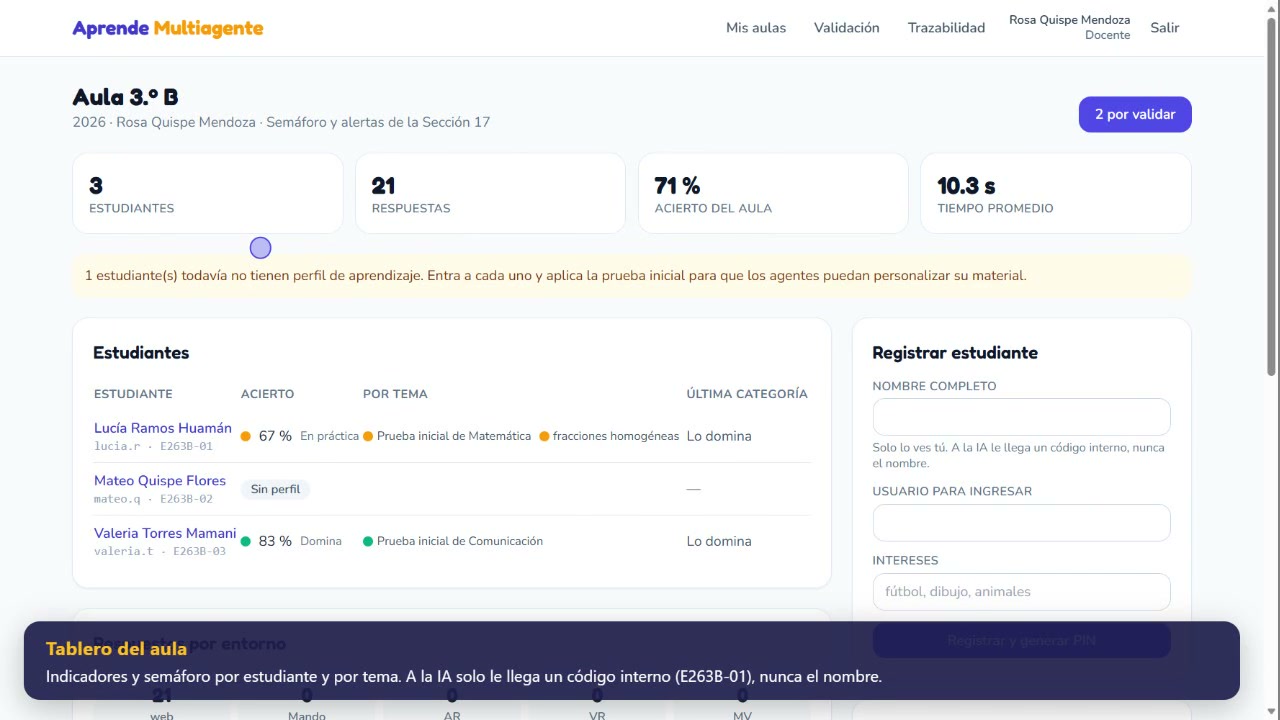 Aprende Multiagente
Mis aulas
Validación
Trazabilidad
Rosa Quispe Mendoza
Docente
Salir
Aula 3.º B
2026 · Rosa Quispe Mendoza · Semáforo y alertas de la Sección 17
2 por validar
3
ESTUDIANTES
21
RESPUESTAS
71 %
ACIERTO DEL AULA
10.3 s
TIEMPO PROMEDIO
1 estudiante(s) todavía no tienen perfil de aprendizaje. Entra a cada uno y aplica la prueba inicial para que los agentes puedan personalizar su material.
Estudiantes
ESTUDIANTE ACIERTO POR TEMA ÚLTIMA CATEGORÍA
Lucía Ramos Huamán
lucia.r · E263B-01
67 % En práctica Prueba inicial de Matemática fracciones homogéneas Lo domina
Mateo Quispe Flores
mateo.q · E263B-02
Sin perfil —
Valeria Torres Mamani
valeria.t · E263B-03
83 % Domina Prueba inicial de Comunicación Lo domina
Registrar estudiante
NOMBRE COMPLETO
Solo lo ves tú. A la IA le llega un código interno, nunca
el nombre.
USUARIO PARA INGRESAR
INTERESES
fútbol, dibujo, animales
Registrar y generar PIN
Respuestas por entorno
Tablero del aula
Indicadores y semáforo por estudiante y por tema. A la IA solo le llega un código interno (E263B-01), nunca el nombre.
21 0 0 0 0
web Mando AR VR MV